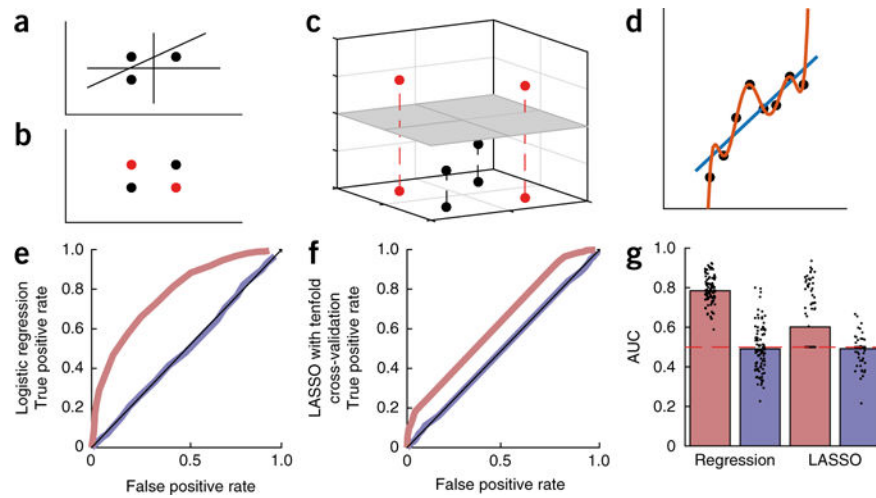 a
b
c
d
e
Logistic regression
True positive rate
1.0
0.8
0.6
0.4
0.2
0
0
0.5
1.0
False positive rate
f
LASSO with tenfold
cross-validation
True positive rate
1.0
0.8
0.6
0.4
0.2
0
0
0.5
1.0
False positive rate
g
AUC
1.0
0.8
0.6
0.4
0.2
0
Regression
LASSO